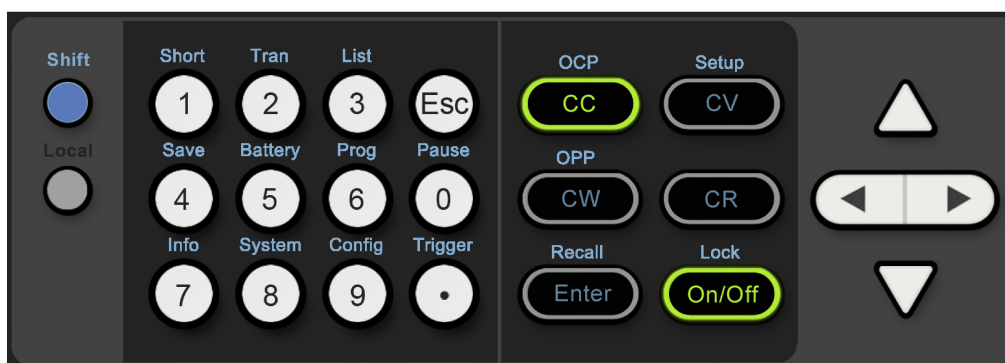 Shift
Short Tran List
OCP Setup
1 2 3 Esc
CC CV
Local
Save Battery Prog Pause
OPP
4 5 6 0
CW CR
Info System Config Trigger
Recall Lock
7 8 9 •
Enter On/Off